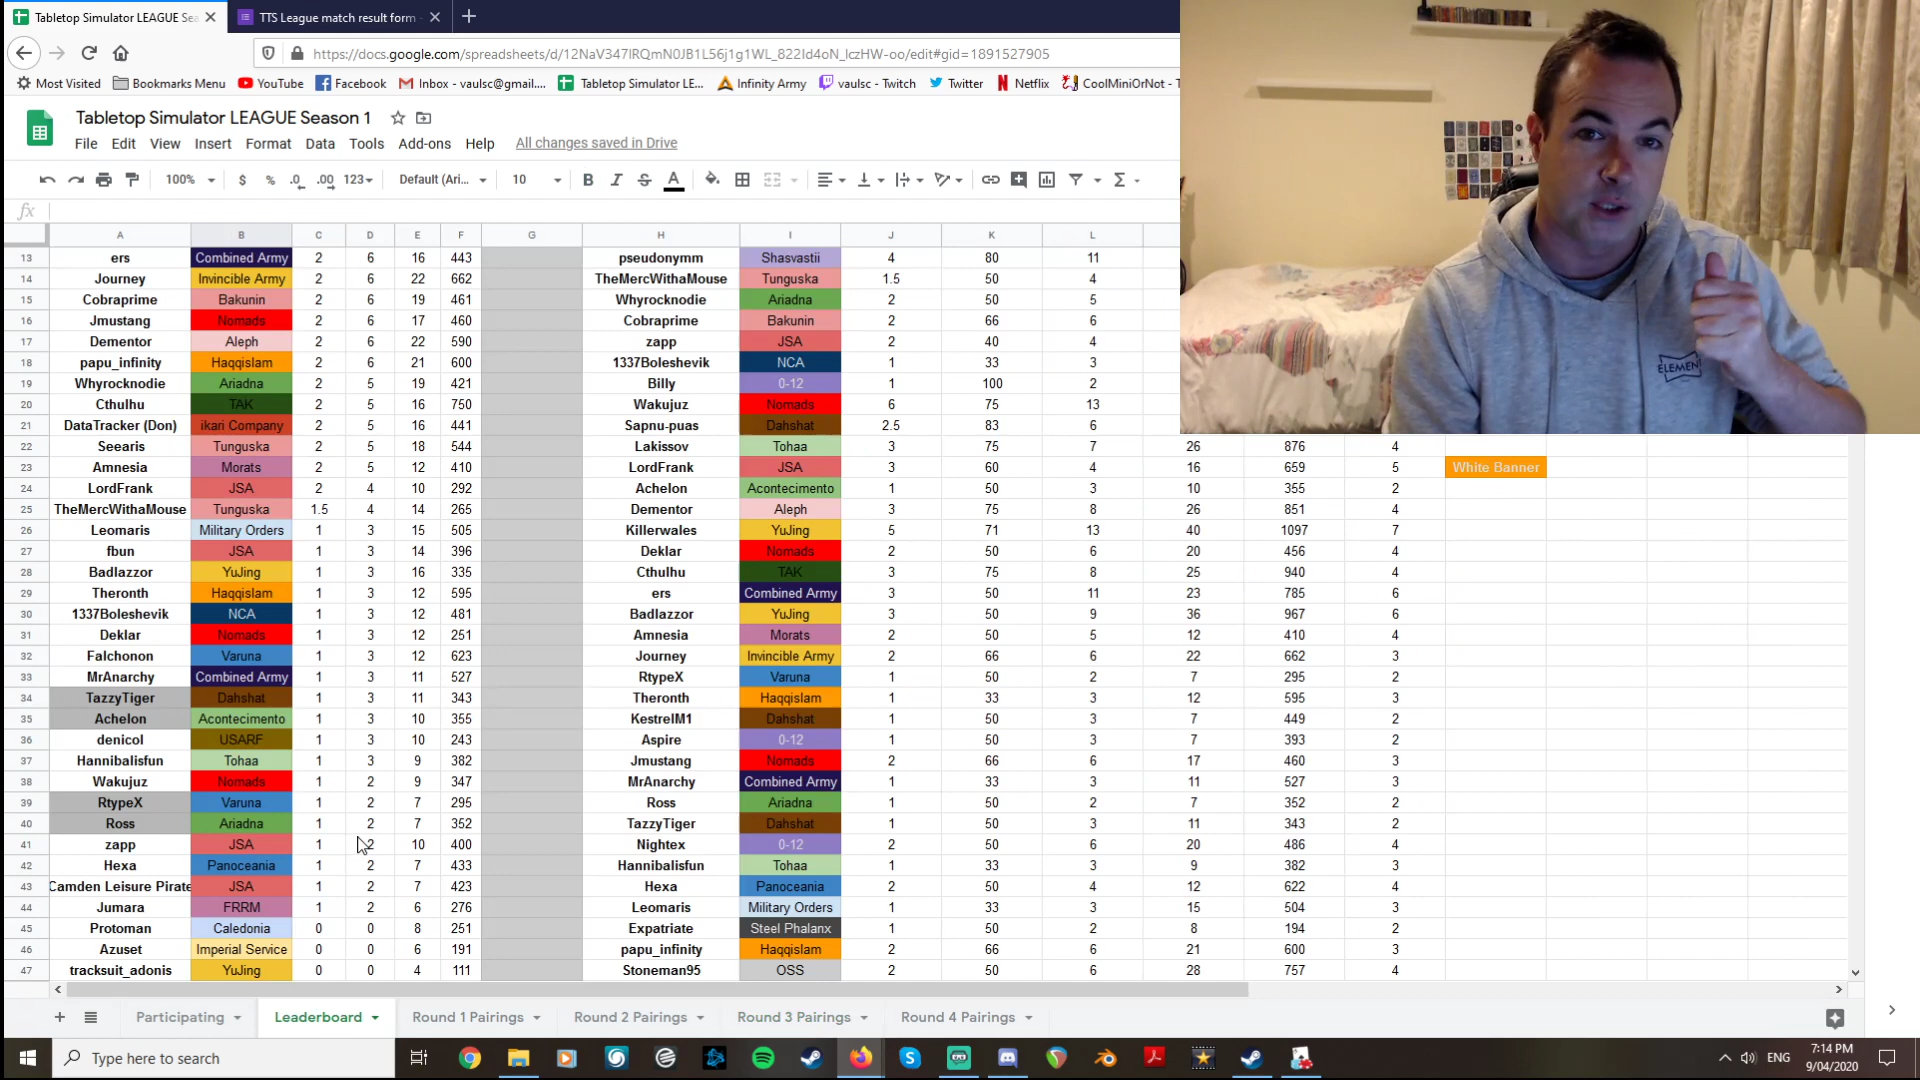 Tabletop Simulator LEAGUE Sea
TTS League match result form
https://docs.google.com/spreadsheets/d/12NaV347lRQmN0JB1L56j1g1WL_822Id4oN_lczHW-oo/edit#gid=1891527905
Most Visited Bookmarks Menu YouTube Facebook Inbox - vaulsc@gmail.... Tabletop Simulator LE... Infinity Army vaulsc - Twitch Twitter Netflix CoolMiniOrNot - T
Tabletop Simulator LEAGUE Season 1
File Edit View Insert Format Data Tools Add-ons Help All changes saved in Drive
100% $ % .0 .00 123 Default (Ari... 10 B I S A
fx
A B C D E F G H I J K L
13 ers Combined Army 2 6 16 443 pseudonymm Shasvastii 4 80 11
14 Journey Invincible Army 2 6 22 662 TheMercWithaMouse Tunguska 1.5 50 4
15 Cobraprime Bakunin 2 6 19 461 Whyrocknodie Ariadna 2 50 5
16 Jmustang Nomads 2 6 17 460 Cobraprime Bakunin 2 66 6
17 Dementor Aleph 2 6 22 590 zapp JSA 2 40 4
18 papu_infinity Haqqislam 2 6 21 600 1337Boleshevik NCA 1 33 3
19 Whyrocknodie Ariadna 2 5 19 421 Billy 0-12 1 100 2
20 Cthulhu TAK 2 5 16 750 Wakujuz Nomads 6 75 13
21 DataTracker (Don) ikari Company 2 5 16 441 Sapnu-puas Dahshat 2.5 83 6
22 Seearis Tunguska 2 5 18 544 Lakissov Tohaa 3 75 7 26 876 4
23 Amnesia Morats 2 5 12 410 LordFrank JSA 3 60 4 16 659 5 White Banner
24 LordFrank JSA 2 4 10 292 Achelon Acontecimento 1 50 3 10 355 2
25 TheMercWithaMouse Tunguska 1.5 4 14 265 Dementor Aleph 3 75 8 26 851 4
26 Leomaris Military Orders 1 3 15 505 Killerwales YuJing 5 71 13 40 1097 7
27 fbun JSA 1 3 14 396 Deklar Nomads 2 50 6 20 456 4
28 Badlazzor YuJing 1 3 16 335 Cthulhu TAK 3 75 8 25 940 4
29 Theronth Haqqislam 1 3 12 595 ers Combined Army 3 50 11 23 785 6
30 1337Boleshevik NCA 1 3 12 481 Badlazzor YuJing 3 50 9 36 967 6
31 Deklar Nomads 1 3 12 251 Amnesia Morats 2 50 5 12 410 4
32 Falchonon Varuna 1 3 12 623 Journey Invincible Army 2 66 6 22 662 3
33 MrAnarchy Combined Army 1 3 11 527 RtypeX Varuna 1 50 2 7 295 2
34 TazzyTiger Dahshat 1 3 11 343 Theronth Haqqislam 1 33 3 12 595 3
35 Achelon Acontecimento 1 3 10 355 KestrelM1 Dahshat 1 50 3 7 449 2
36 denicol USARF 1 3 10 243 Aspire 0-12 1 50 3 7 393 2
37 Hannibalisfun Tohaa 1 3 9 382 Jmustang Nomads 2 66 6 17 460 3
38 Wakujuz Nomads 1 2 9 347 MrAnarchy Combined Army 1 33 3 11 527 3
39 RtypeX Varuna 1 2 7 295 Ross Ariadna 1 50 2 7 352 2
40 Ross Ariadna 1 2 7 352 TazzyTiger Dahshat 1 50 3 11 343 2
41 zapp JSA 1 2 10 400 Nightex 0-12 2 50 6 20 486 4
42 Hexa Panoceania 1 2 7 433 Hannibalisfun Tohaa 1 33 3 9 382 3
43 Camden Leisure Pirate JSA 1 2 7 423 Hexa Panoceania 2 50 4 12 622 4
44 Jumara FRRM 1 2 6 276 Leomaris Military Orders 1 33 3 15 504 3
45 Protoman Caledonia 0 0 8 251 Expatriate Steel Phalanx 1 50 2 8 194 2
46 Azuset Imperial Service 0 0 6 191 papu_infinity Haqqislam 2 66 6 21 600 3
47 tracksuit_adonis YuJing 0 0 4 111 Stoneman95 OSS 2 50 6 28 757 4
Participating Leaderboard Round 1 Pairings Round 2 Pairings Round 3 Pairings Round 4 Pairings
Type here to search
ENG
7:14 PM
9/04/2020
ELEMENT